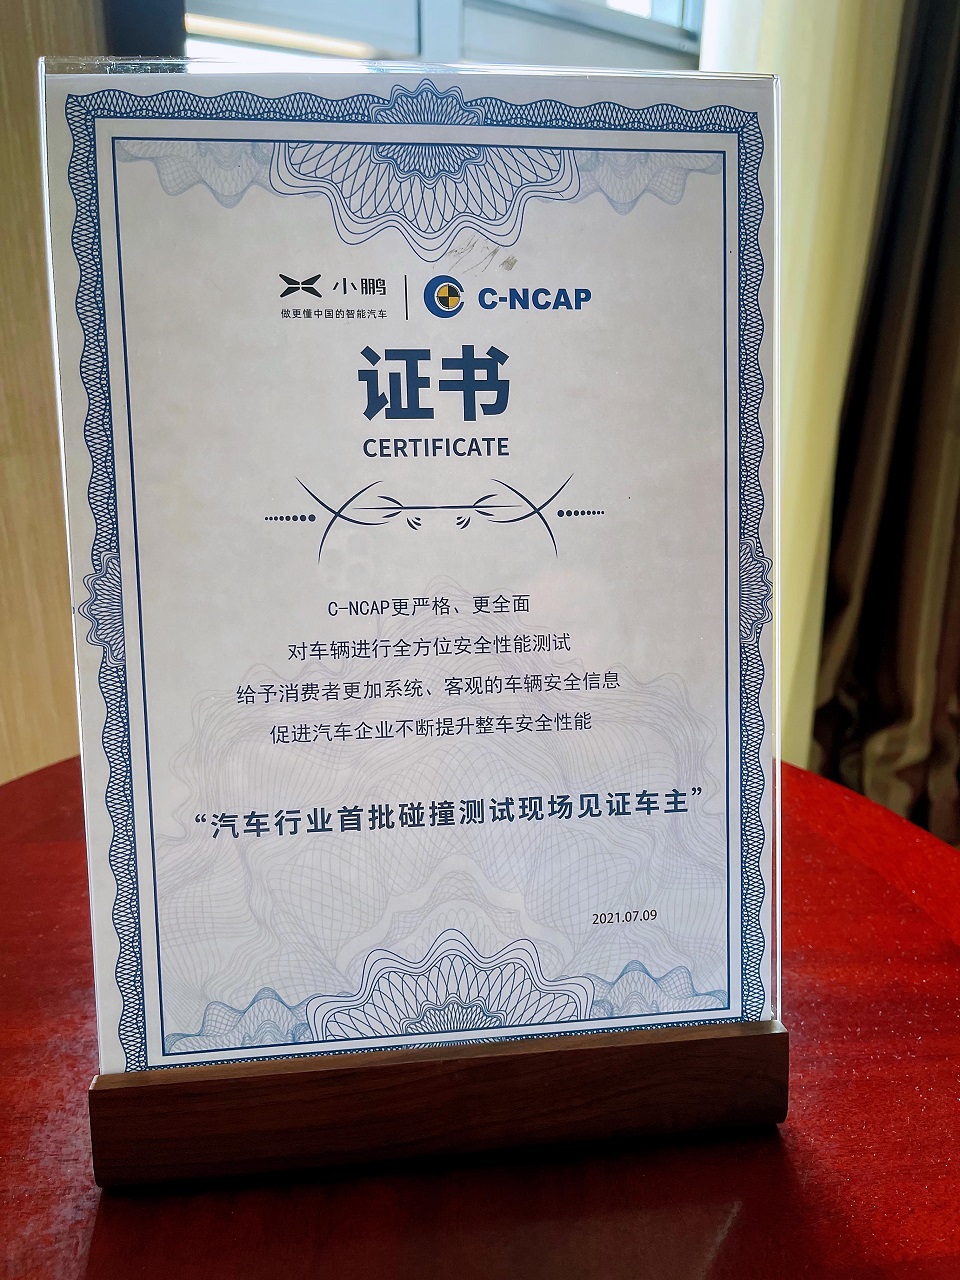 小鹏
做更懂中国的智能汽车
C-NCAP
证书
CERTIFICATE
C-NCAP更严格、更全面
对车辆进行全方位安全性能测试
给予消费者更加系统、客观的车辆安全信息
促进汽车企业不断提升整车安全性能
“汽车行业首批碰撞测试现场见证车主”
2021.07.09